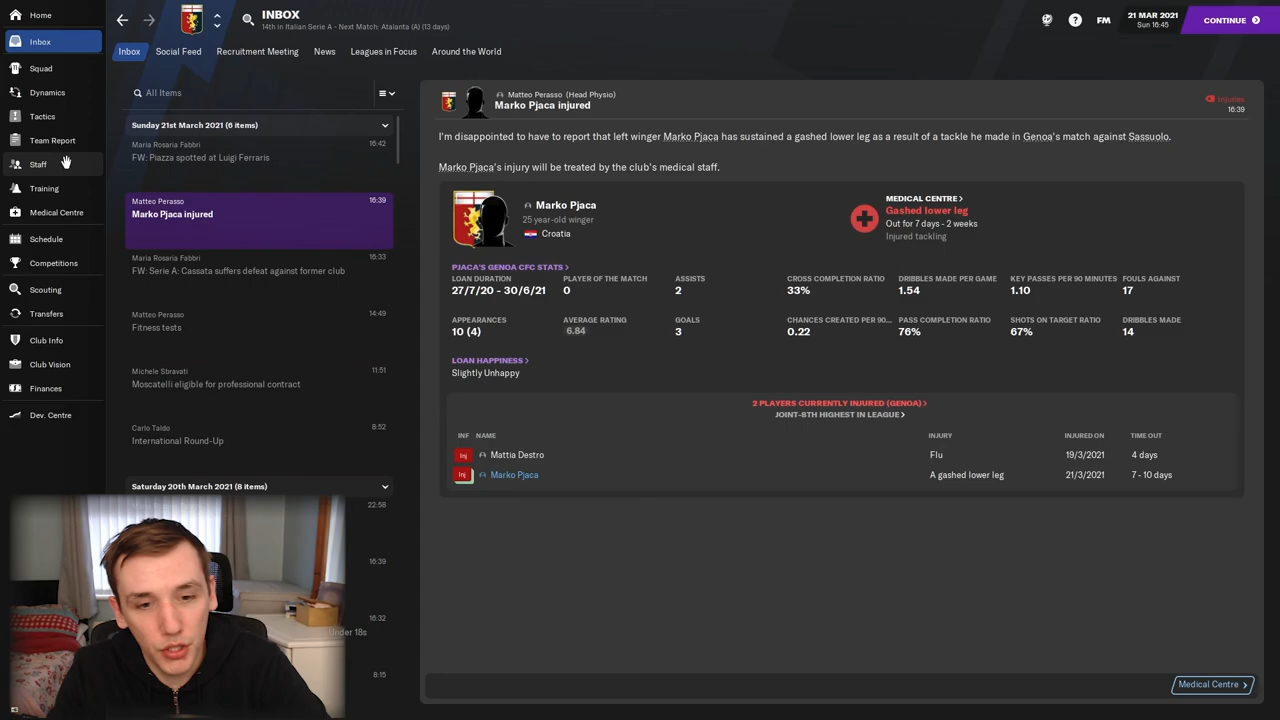 Home
Inbox
Squad
Dynamics
Tactics
Team Report
Staff
Training
Medical Centre
Schedule
Competitions
Scouting
Transfers
Club Info
Club Vision
Finances
Dev. Centre
INBOX
14th in Italian Serie A - Next Match: Atalanta (A) (13 days)
FM
21 MAR 2021
Sun 16:45
CONTINUE
Inbox Social Feed Recruitment Meeting News Leagues in Focus Around the World
All Items
Sunday 21st March 2021 (6 items)
Maria Rosaria Fabbri 16:42
FW: Piazza spotted at Luigi Ferraris
Matteo Perasso 16:39
Marko Pjaca injured
Maria Rosaria Fabbri 16:33
FW: Serie A: Cassata suffers defeat against former club
Matteo Perasso 14:49
Fitness tests
Michele Sbravati 11:51
Moscatelli eligible for professional contract
Carlo Taldo 8:52
International Round-Up
Saturday 20th March 2021 (8 items)
22:58
16:39
16:32
Under 18s
8:15
Matteo Perasso (Head Physio)
Marko Pjaca injured
Injuries
16:39
I'm disappointed to have to report that left winger Marko Pjaca has sustained a gashed lower leg as a result of a tackle he made in Genoa's match against Sassuolo.
Marko Pjaca's injury will be treated by the club's medical staff.
Marko Pjaca
25 year-old winger
Croatia
MEDICAL CENTRE >
Gashed lower leg
Out for 7 days - 2 weeks
Injured tackling
PJACA'S GENOA CFC STATS >
LOAN DURATION PLAYER OF THE MATCH ASSISTS CROSS COMPLETION RATIO DRIBBLES MADE PER GAME KEY PASSES PER 90 MINUTES FOULS AGAINST
27/7/20 - 30/6/21 0 2 33% 1.54 1.10 17
APPEARANCES AVERAGE RATING GOALS CHANCES CREATED PER 90... PASS COMPLETION RATIO SHOTS ON TARGET RATIO DRIBBLES MADE
10 (4) 6.84 3 0.22 76% 67% 14
LOAN HAPPINESS >
Slightly Unhappy
2 PLAYERS CURRENTLY INJURED (GENOA) >
JOINT-8TH HIGHEST IN LEAGUE >
INF NAME INJURY INJURED ON TIME OUT
Inj Mattia Destro Flu 19/3/2021 4 days
Inj Marko Pjaca A gashed lower leg 21/3/2021 7 - 10 days
Medical Centre >